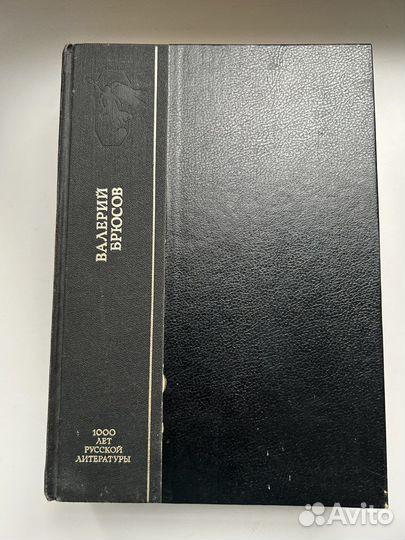 ВАЛЕРИЙ
БРЮСОВ
1000
ЛЕТ
РУССКОЙ
ЛИТЕРАТУРЫ
Avito